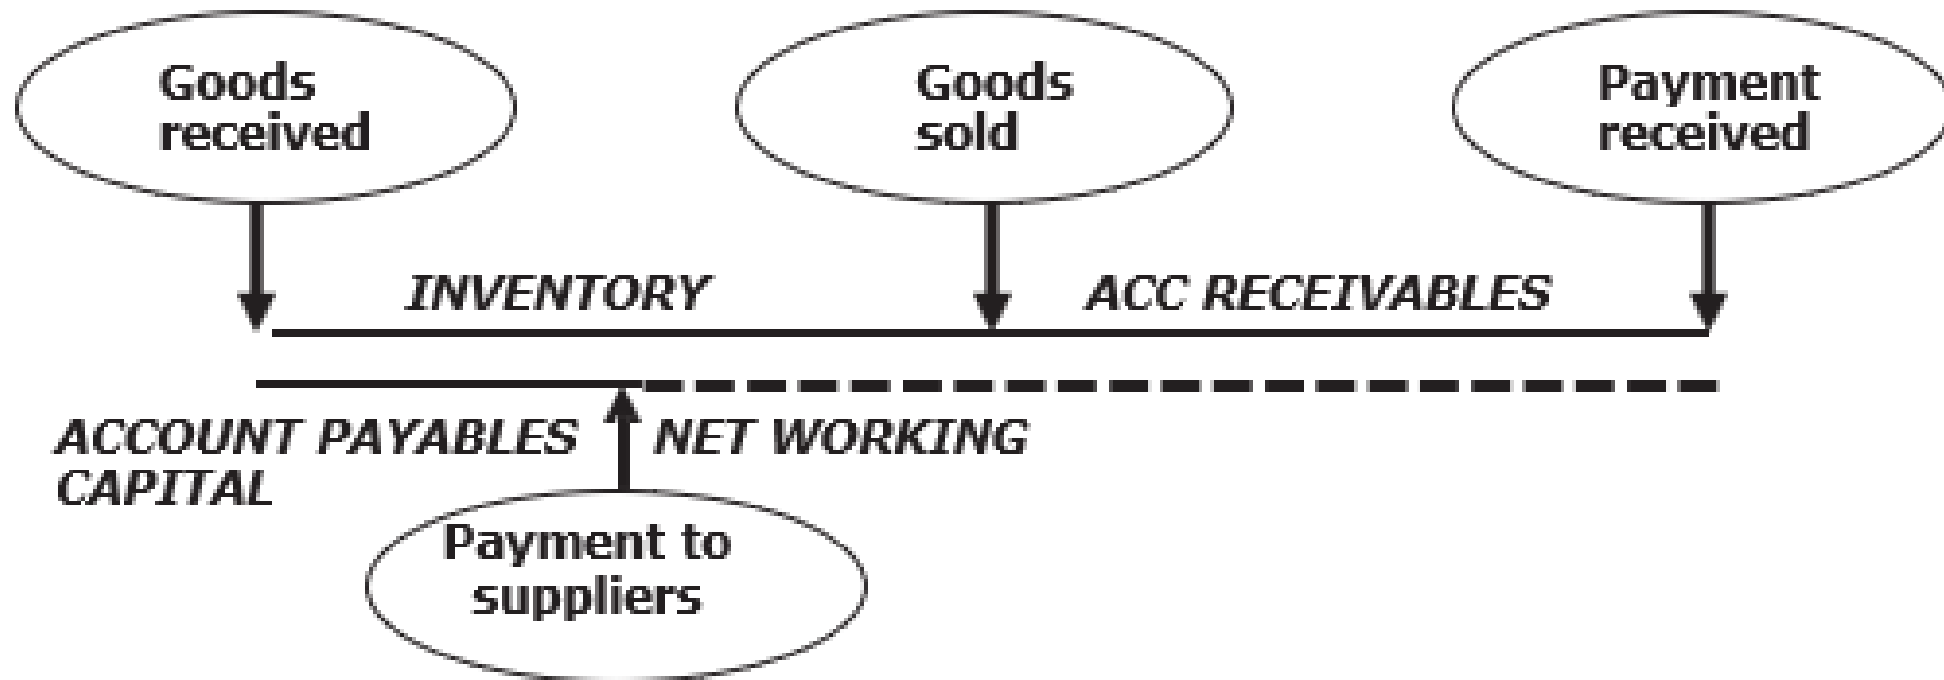 Goods
received
Goods
sold
Payment
received
INVENTORY
ACC RECEIVABLES
ACCOUNT PAYABLES
CAPITAL
NET WORKING
Payment to
suppliers